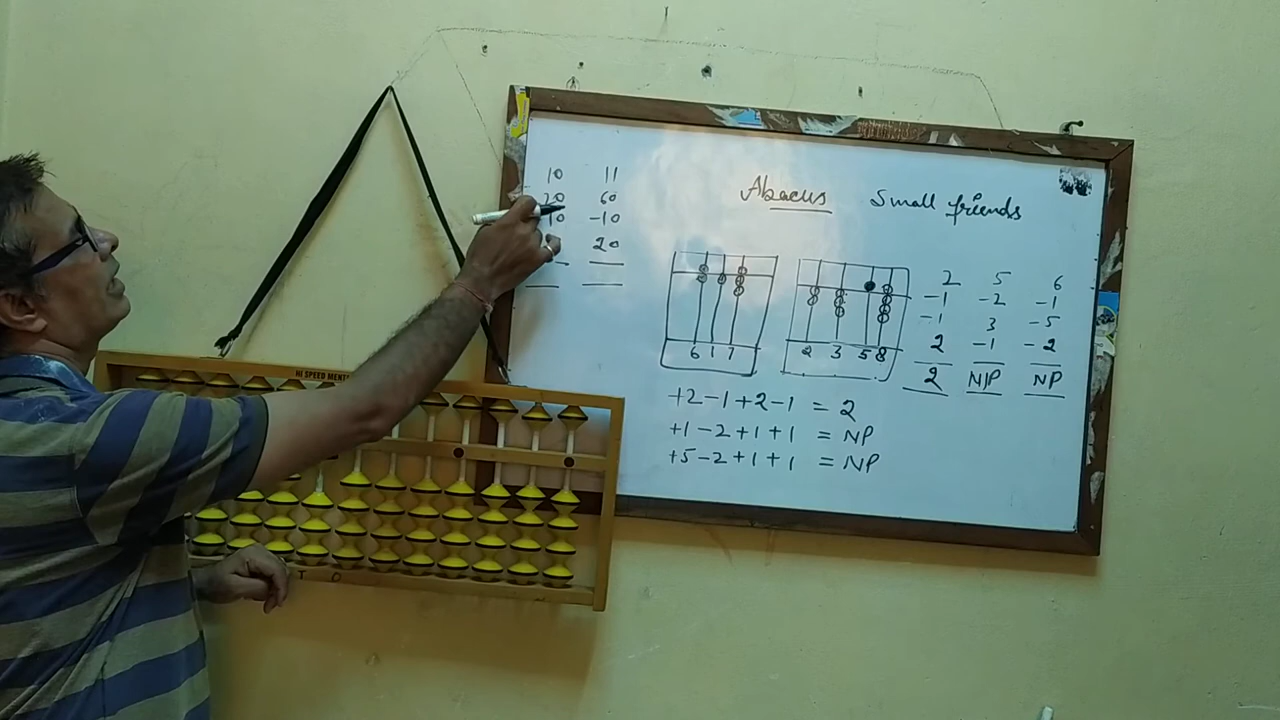 Abacus Small friends
10 11
20 60
10 -10
20
6 1 7
2 3 5 8
2 5 6
-1 -2 -1
-1 3 -5
2 -1 -2
2 NP NP
+2-1+2-1 = 2
+1-2+1+1 = NP
+5-2+1+1 = NP
HI SPEED
T O